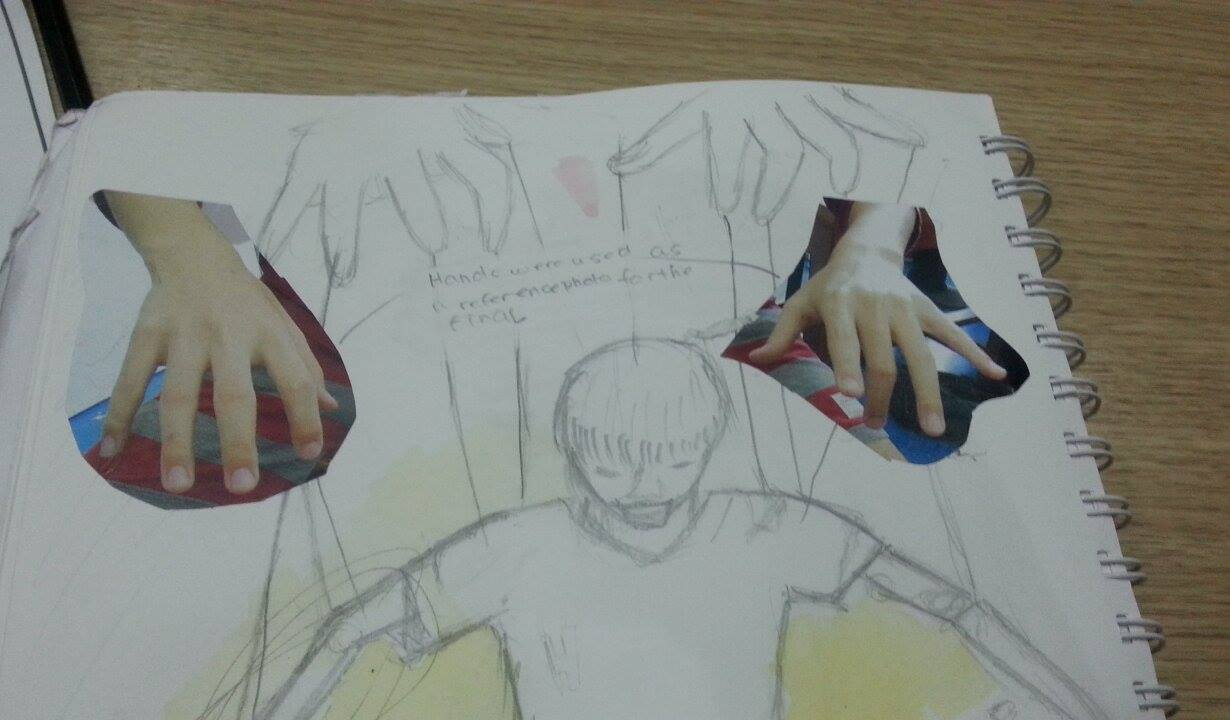 Hands were used as
a reference photo for the
final